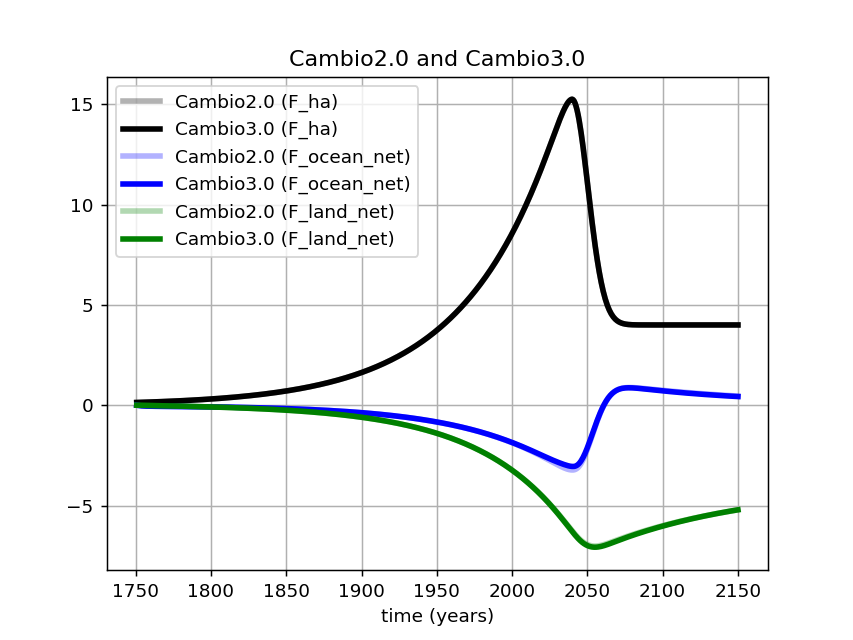 Cambio2.0 and Cambio3.0
Cambio2.0 (F_ha)
Cambio3.0 (F_ha)
Cambio2.0 (F_ocean_net)
Cambio3.0 (F_ocean_net)
Cambio2.0 (F_land_net)
Cambio3.0 (F_land_net)
15
10
5
0
−5
1750 1800 1850 1900 1950 2000 2050 2100 2150
time (years)